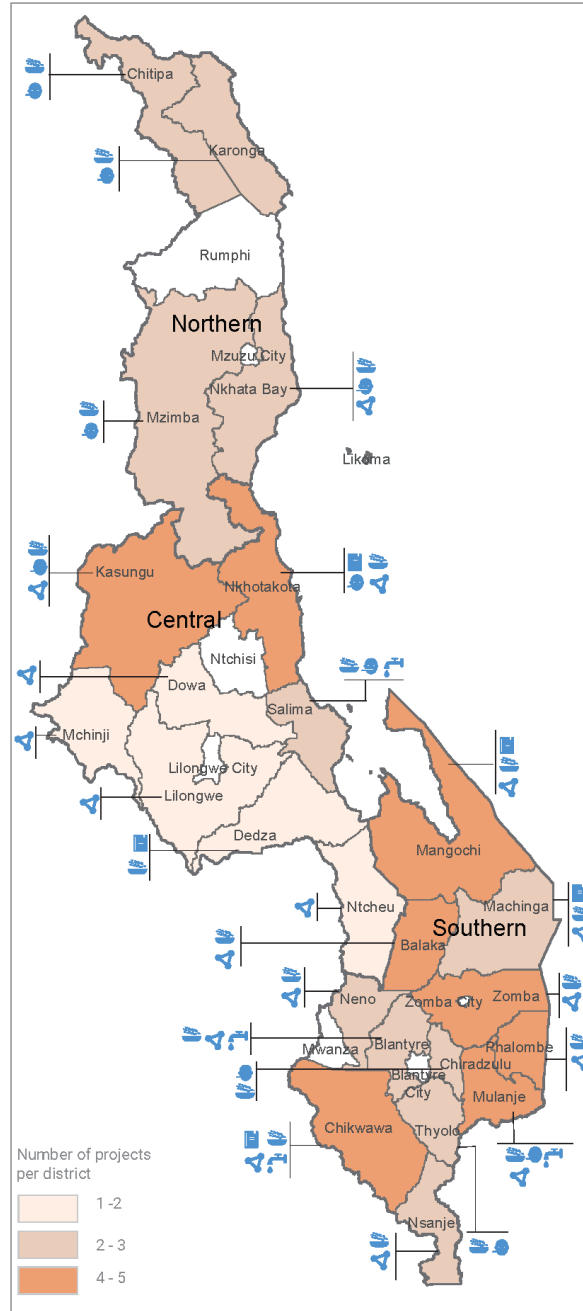 Chitipa
Karonga
Rumphi
Northern
Mzuzu City
Nkhata Bay
Mzimba
Likoma
Kasungu
Nkhotakota
Central
Ntchisi
Dowa
Salima
Mchinji
Lilongwe City
Lilongwe
Dedza
Mangochi
Ntcheu
Machinga
Southern
Balaka
Neno
Zomba City
Zomba
Mwanza
Blantyre
Phalombe
Chiradzulu
Blantyre
City
Mulanje
Chikwawa
Thyolo
Nsanje
Number of projects
per district
1 -2
2 - 3
4 - 5